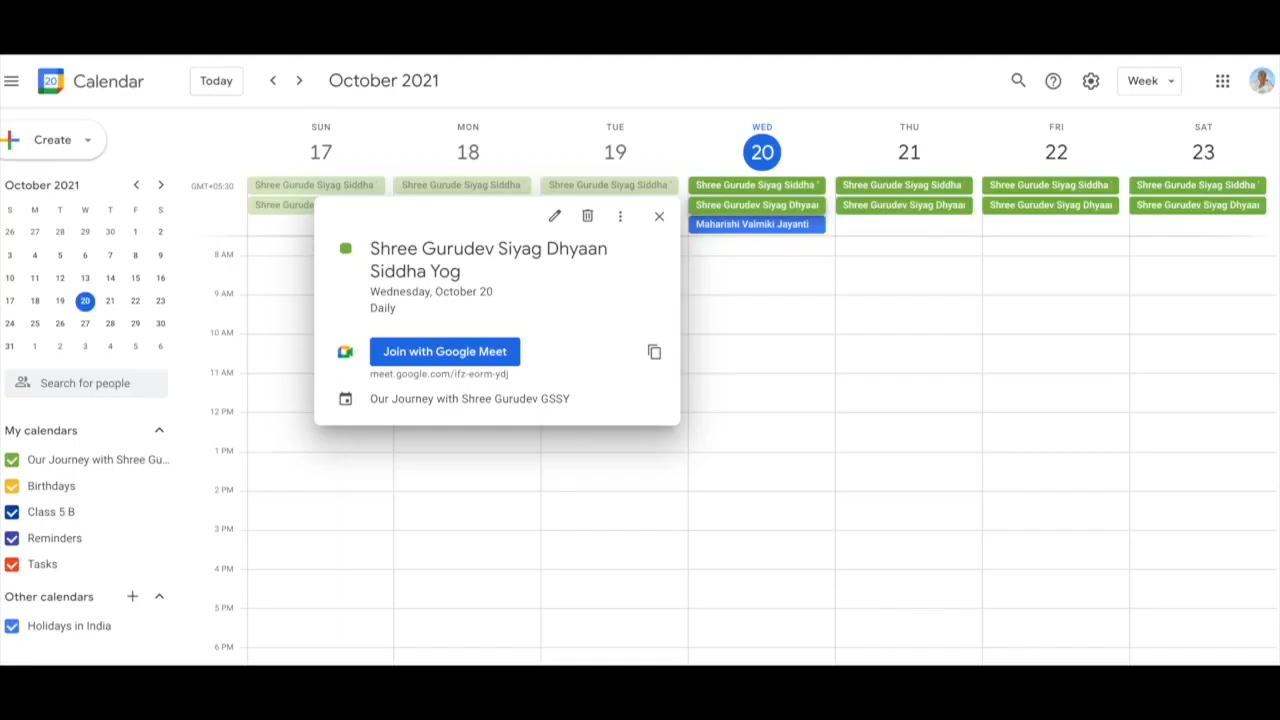 20 Calendar Today October 2021 Week
Create
October 2021
S M T W T F S
26 27 28 29 30 1 2
3 4 5 6 7 8 9
10 11 12 13 14 15 16
17 18 19 20 21 22 23
24 25 26 27 28 29 30
31 1 2 3 4 5 6
Search for people
My calendars
Our Journey with Shree Gu...
Birthdays
Class 5 B
Reminders
Tasks
Other calendars
Holidays in India
SUN MON TUE WED THU FRI SAT
17 18 19 20 21 22 23
GMT+05:30 Shree Gurude Siyag Siddha Shree Gurude Siyag Siddha Shree Gurude Siyag Siddha Shree Gurude Siyag Siddha Shree Gurude Siyag Siddha Shree Gurude Siyag Siddha Shree Gurude Siyag Siddha
Shree Gurude Shree Gurudev Siyag Dhyaan Shree Gurudev Siyag Dhyaan Shree Gurudev Siyag Dhyaan Shree Gurudev Siyag Dhyaan
Maharishi Valmiki Jayanti
Shree Gurudev Siyag Dhyaan
Siddha Yog
Wednesday, October 20
Daily
Join with Google Meet
meet.google.com/ifz-eorm-ydj
Our Journey with Shree Gurudev GSSY
8 AM
9 AM
10 AM
11 AM
12 PM
1 PM
2 PM
3 PM
4 PM
5 PM
6 PM